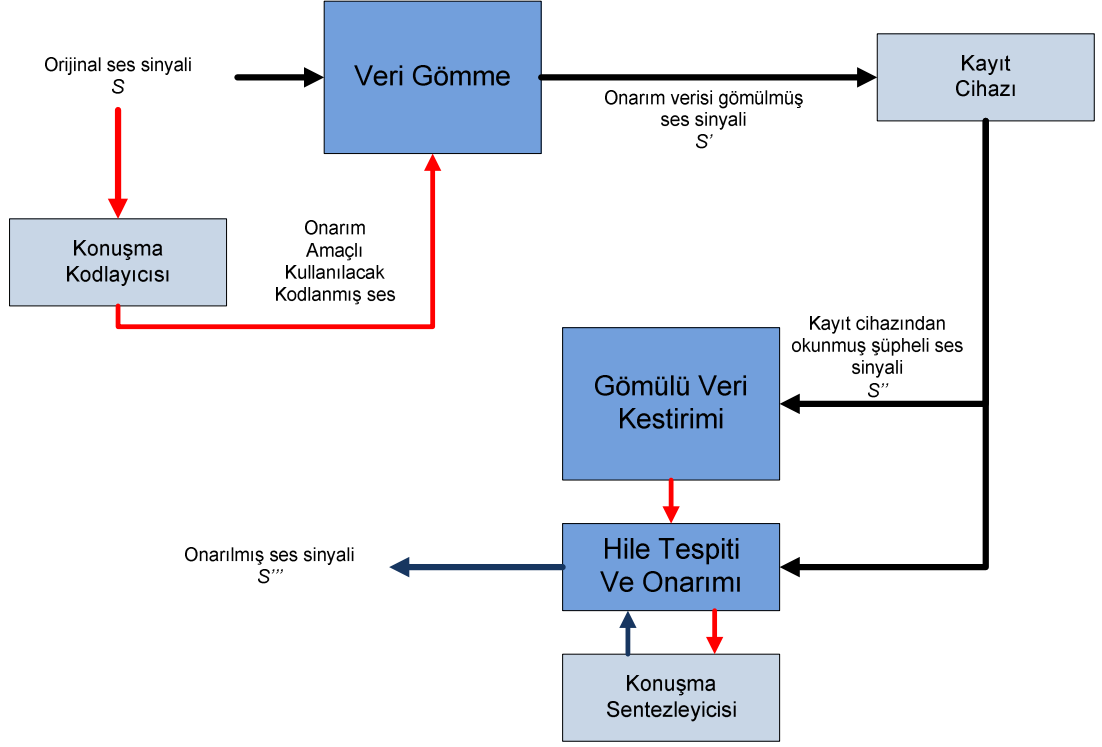 Orijinal ses sinyali
S
Veri Gömme
Onarım verisi gömülmüş
ses sinyali
S'
Kayıt
Cihazı
Konuşma
Kodlayıcısı
Onarım
Amaçlı
Kullanılacak
Kodlanmış ses
Kayıt cihazından
okunmuş şüpheli ses
sinyali
S''
Gömülü Veri
Kestirimi
Hile Tespiti
Ve Onarımı
Onarılmış ses sinyali
S'''
Konuşma
Sentezleyicisi